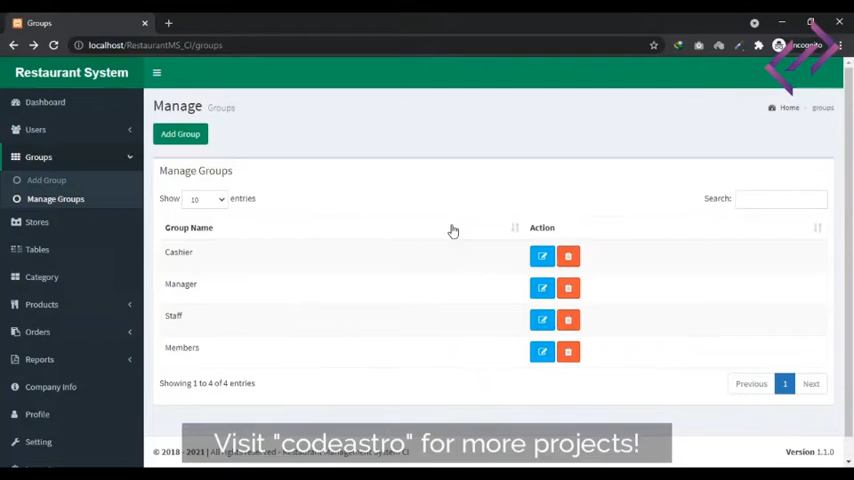 Groups
localhost/RestaurantMS_CI/groups
Incognito
Restaurant System
Dashboard
Users
Groups
Add Group
Manage Groups
Stores
Tables
Category
Products
Orders
Reports
Company Info
Profile
Setting
Manage Groups
Home
groups
Add Group
Manage Groups
Show 10 entries
Search:
Group Name
Action
Cashier
Manager
Staff
Members
Showing 1 to 4 of 4 entries
Previous 1 Next
Visit "codeastro" for more projects!
© 2018 - 2021 | All rights reserved - Restaurant Management System CI
Version 1.1.0